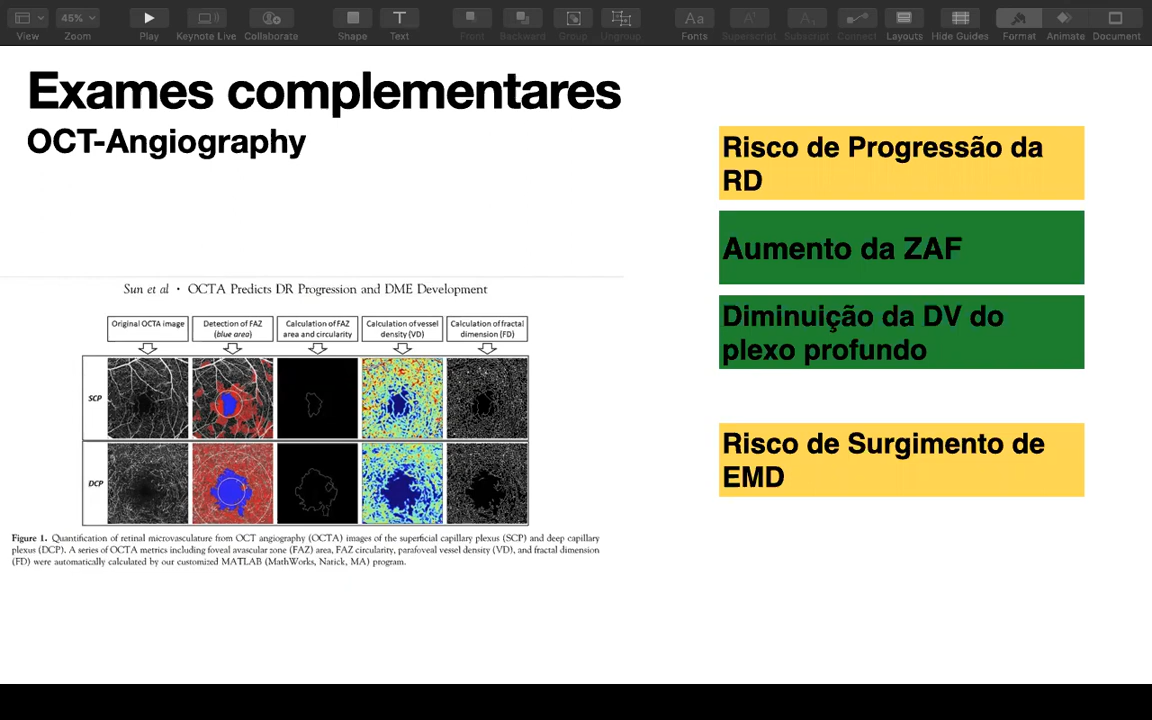 View
45%
Zoom
Play
Keynote Live
Collaborate
Shape
T
Text
Front
Backward
Group
Ungroup
Aa
Fonts
Superscript
Subscript
Connect
Layouts
Hide Guides
Format
Animate
Document
Exames complementares
OCT-Angiography
Sun et al • OCTA Predicts DR Progression and DME Development
Original OCTA image
Detection of FAZ
(blue area)
Calculation of FAZ
area and circularity
Calculation of vessel
density (VD)
Calculation of fractal
dimension (FD)
SCP
DCP
Figure 1. Quantification of retinal microvasculature from OCT angiography (OCTA) images of the superficial capillary plexus (SCP) and deep capillary
plexus (DCP). A series of OCTA metrics including foveal avascular zone (FAZ) area, FAZ circularity, parafoveal vessel density (VD), and fractal dimension
(FD) were automatically calculated by our customized MATLAB (MathWorks, Natick, MA) program.
Risco de Progressão da
RD
Aumento da ZAF
Diminuição da DV do
plexo profundo
Risco de Surgimento de
EMD